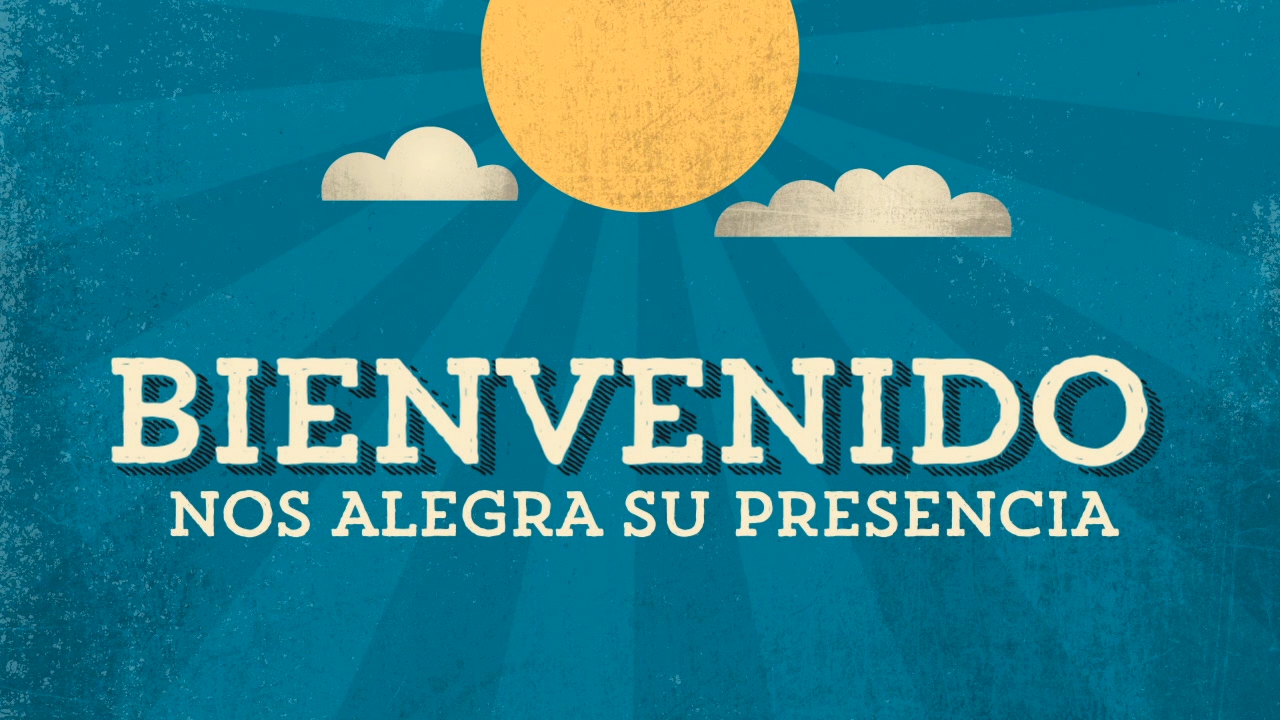 BIENVENIDO
NOS ALEGRA SU PRESENCIA